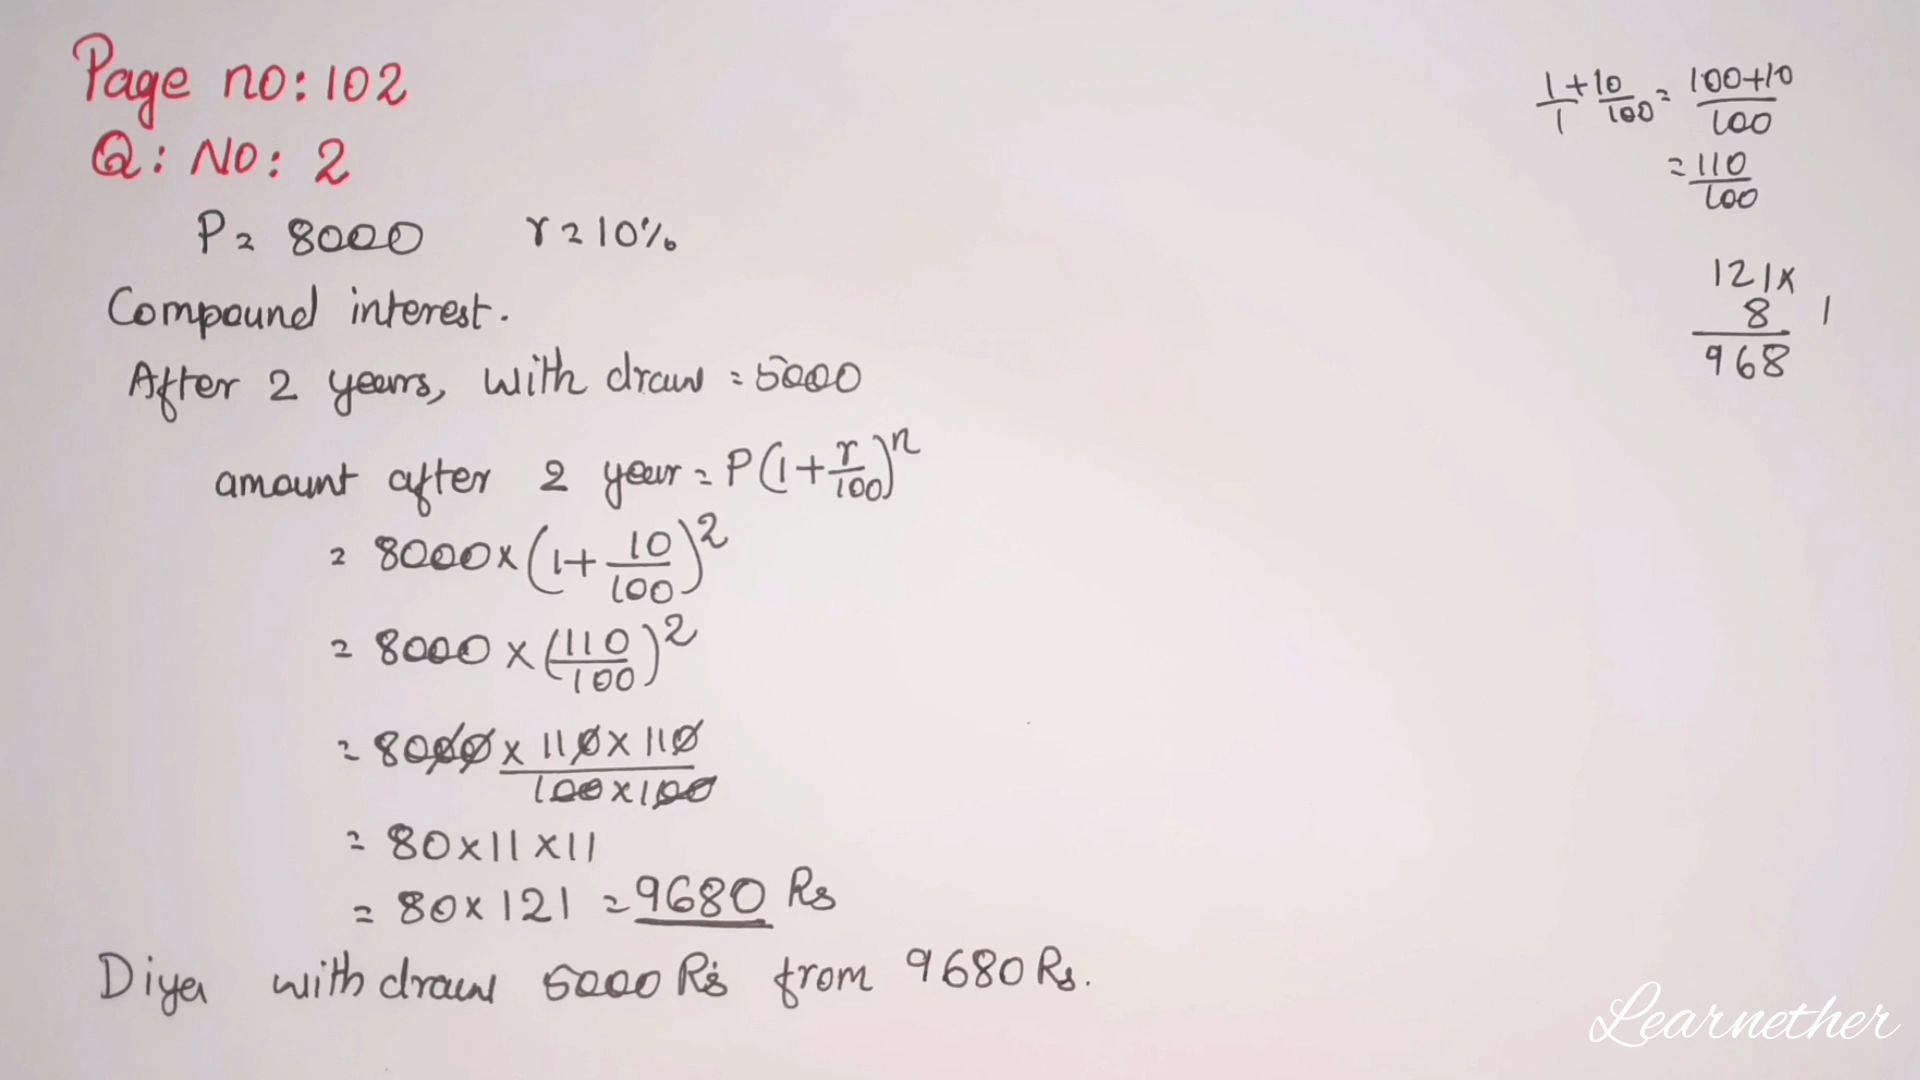 Page no: 102
Q: No: 2
P = 8000 r = 10%
Compound interest.
After 2 years, with draw = 5000
amount after 2 year = P(1 + r/100)^n
= 8000 x (1 + 10/100)^2
= 8000 x (110/100)^2
= 8000 x 110 x 110 / 100 x 100
= 80 x 11 x 11
= 80 x 121 = 9680 Rs
Diya with draw 5000 Rs from 9680 Rs.
1/1 + 10/100 = 100+10/100
= 110/100
121 x
8 1
968
Learnether